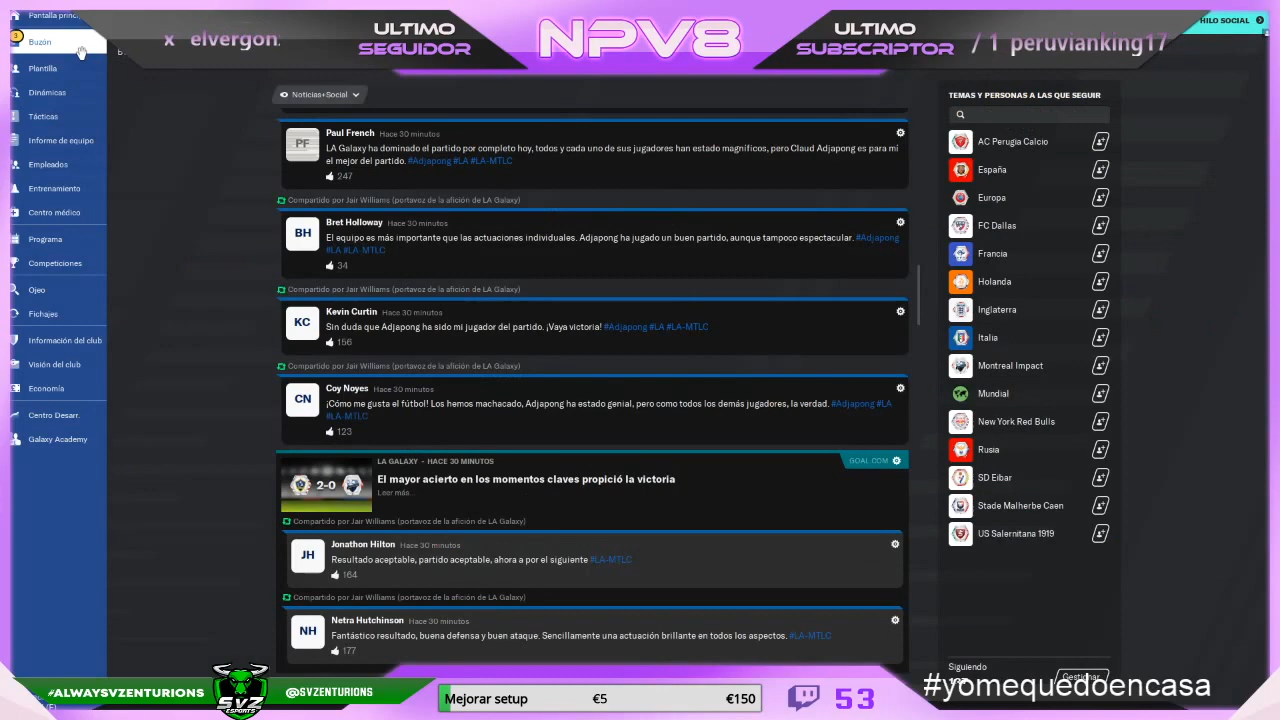 Pantalla princ
ULTIMO
SEGUIDOR
x elvergon
NPV8
ULTIMO
SUBSCRIPTOR
/ 1 peruvianking17
HILO SOCIAL
3
Buzón
Plantilla
Dinámicas
Tácticas
Informe de equipo
Empleados
Entrenamiento
Centro médico
Programa
Competiciones
Ojeo
Fichajes
Información del club
Visión del club
Economía
Centro Desarr.
Galaxy Academy
Noticias+Social
PF
Paul French Hace 30 minutos
LA Galaxy ha dominado el partido por completo hoy, todos y cada uno de sus jugadores han estado magníficos, pero Claud Adjapong es para mí
el mejor del partido. #Adjapong #LA #LA-MTLC
247
Compartido por Jair Williams (portavoz de la afición de LA Galaxy)
BH
Bret Holloway Hace 30 minutos
El equipo es más importante que las actuaciones individuales. Adjapong ha jugado un buen partido, aunque tampoco espectacular. #Adjapong
#LA #LA-MTLC
34
Compartido por Jair Williams (portavoz de la afición de LA Galaxy)
KC
Kevin Curtin Hace 30 minutos
Sin duda que Adjapong ha sido mi jugador del partido. ¡Vaya victoria! #Adjapong #LA #LA-MTLC
156
Compartido por Jair Williams (portavoz de la afición de LA Galaxy)
CN
Coy Noyes Hace 30 minutos
¡Cómo me gusta el fútbol! Los hemos machacado, Adjapong ha estado genial, pero como todos los demás jugadores, la verdad. #Adjapong #LA
#LA-MTLC
123
LA GALAXY - HACE 30 MINUTOS
GOAL.COM
2-0
El mayor acierto en los momentos claves propició la victoria
Leer más...
Compartido por Jair Williams (portavoz de la afición de LA Galaxy)
JH
Jonathon Hilton Hace 30 minutos
Resultado aceptable, partido aceptable, ahora a por el siguiente #LA-MTLC
164
Compartido por Jair Williams (portavoz de la afición de LA Galaxy)
NH
Netra Hutchinson Hace 30 minutos
Fantástico resultado, buena defensa y buen ataque. Sencillamente una actuación brillante en todos los aspectos. #LA-MTLC
177
TEMAS Y PERSONAS A LAS QUE SEGUIR
AC Perugia Calcio
España
Europa
FC Dallas
Francia
Holanda
Inglaterra
Italia
Montreal Impact
Mundial
New York Red Bulls
Rusia
SD Eibar
Stade Malherbe Caen
US Salernitana 1919
Siguiendo
Gestionar
#ALWAYSVZENTURIONS
SVZ
ESPORTS
@SVZENTURIONS
Mejorar setup €5 €150
53
#yomequedoencasa